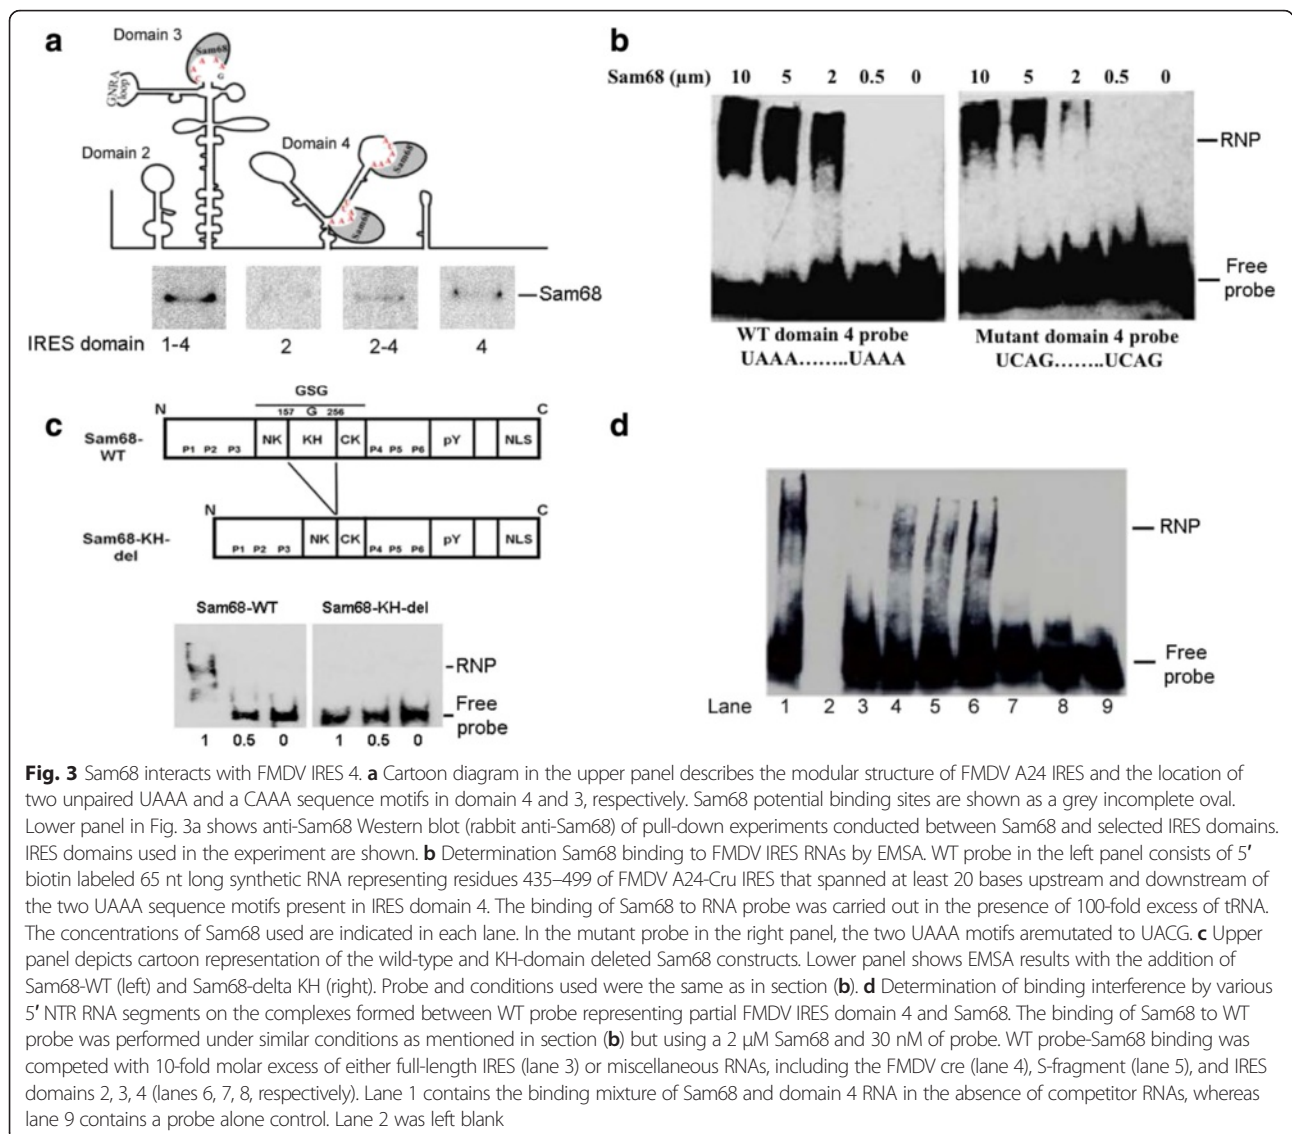 a
Domain 3
Sam68
A A A
C G
GNRA
loop
Domain 2
Domain 4
Sam68
Sam68
Sam68
IRES domain 1-4 2 2-4 4
b
Sam68 (µm) 10 5 2 0.5 0 10 5 2 0.5 0
RNP
Free
probe
WT domain 4 probe
UAAA........UAAA
Mutant domain 4 probe
UCAG........UCAG
c
GSG
N 157 G 256 C
Sam68-
WT
P1 P2 P3 NK KH CK P4 P5 P6 pY NLS
N C
Sam68-KH-
del
P1 P2 P3 NK CK P4 P5 P6 pY NLS
Sam68-WT Sam68-KH-del
RNP
Free
probe
1 0.5 0 1 0.5 0
d
RNP
Free
probe
Lane 1 2 3 4 5 6 7 8 9
Fig. 3 Sam68 interacts with FMDV IRES 4. a Cartoon diagram in the upper panel describes the modular structure of FMDV A24 IRES and the location of
two unpaired UAAA and a CAAA sequence motifs in domain 4 and 3, respectively. Sam68 potential binding sites are shown as a grey incomplete oval.
Lower panel in Fig. 3a shows anti-Sam68 Western blot (rabbit anti-Sam68) of pull-down experiments conducted between Sam68 and selected IRES domains.
IRES domains used in the experiment are shown. b Determination Sam68 binding to FMDV IRES RNAs by EMSA. WT probe in the left panel consists of 5′
biotin labeled 65 nt long synthetic RNA representing residues 435–499 of FMDV A24-Cru IRES that spanned at least 20 bases upstream and downstream of
the two UAAA sequence motifs present in IRES domain 4. The binding of Sam68 to RNA probe was carried out in the presence of 100-fold excess of tRNA.
The concentrations of Sam68 used are indicated in each lane. In the mutant probe in the right panel, the two UAAA motifs aremutated to UACG. c Upper
panel depicts cartoon representation of the wild-type and KH-domain deleted Sam68 constructs. Lower panel shows EMSA results with the addition of
Sam68-WT (left) and Sam68-delta KH (right). Probe and conditions used were the same as in section (b). d Determination of binding interference by various
5′ NTR RNA segments on the complexes formed between WT probe representing partial FMDV IRES domain 4 and Sam68. The binding of Sam68 to WT
probe was performed under similar conditions as mentioned in section (b) but using a 2 µM Sam68 and 30 nM of probe. WT probe-Sam68 binding was
competed with 10-fold molar excess of either full-length IRES (lane 3) or miscellaneous RNAs, including the FMDV cre (lane 4), S-fragment (lane 5), and IRES
domains 2, 3, 4 (lanes 6, 7, 8, respectively). Lane 1 contains the binding mixture of Sam68 and domain 4 RNA in the absence of competitor RNAs, whereas
lane 9 contains a probe alone control. Lane 2 was left blank